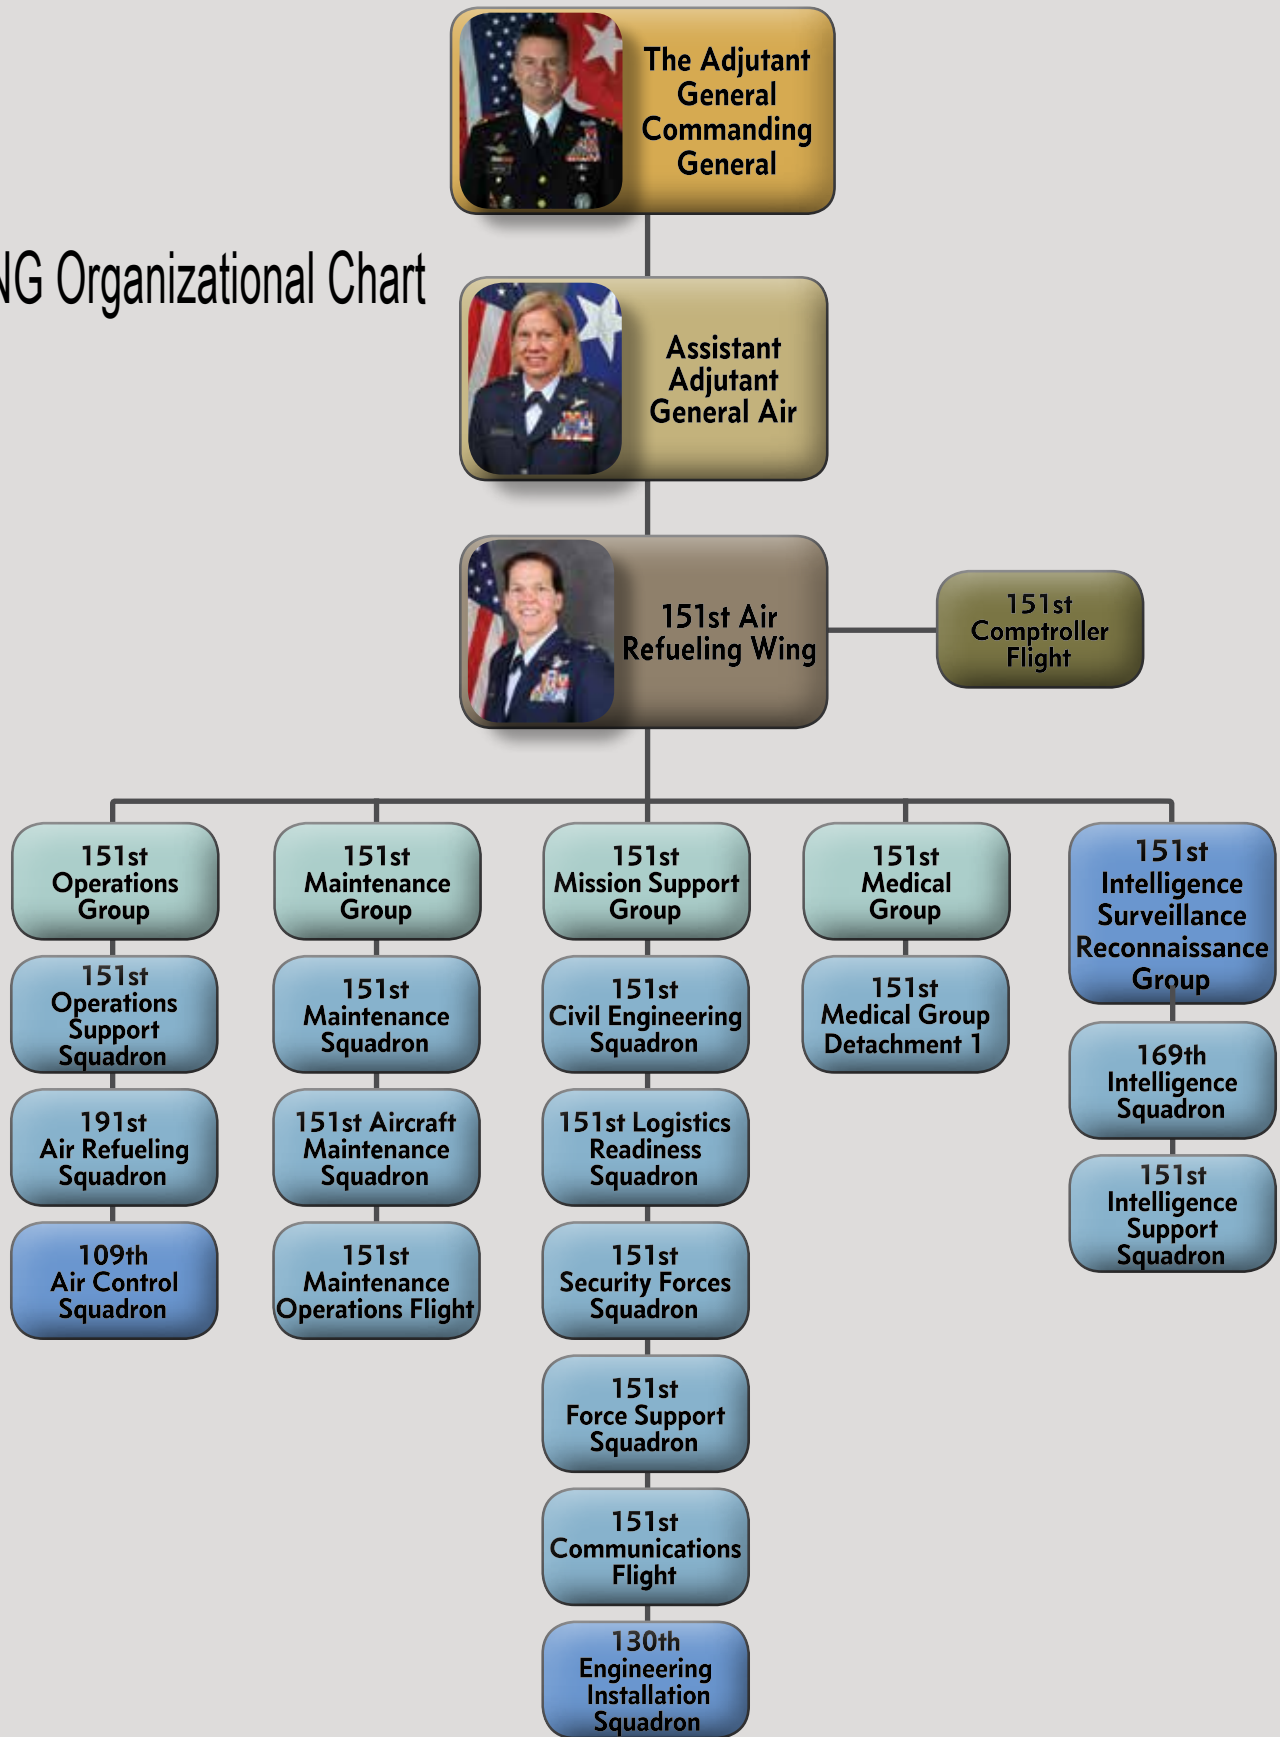 The Adjutant
General
Commanding
General
NG Organizational Chart
Assistant
Adjutant
General Air
151st Air
Refueling Wing
151st
Comptroller
Flight
151st
Operations
Group
151st
Maintenance
Group
151st
Mission Support
Group
151st
Medical
Group
151st
Intelligence
Surveillance
Reconnaissance
Group
151st
Operations
Support
Squadron
151st
Maintenance
Squadron
151st
Civil Engineering
Squadron
151st
Medical Group
Detachment 1
169th
Intelligence
Squadron
191st
Air Refueling
Squadron
151st Aircraft
Maintenance
Squadron
151st Logistics
Readiness
Squadron
151st
Intelligence
Support
Squadron
109th
Air Control
Squadron
151st
Maintenance
Operations Flight
151st
Security Forces
Squadron
151st
Force Support
Squadron
151st
Communications
Flight
130th
Engineering
Installation
Squadron